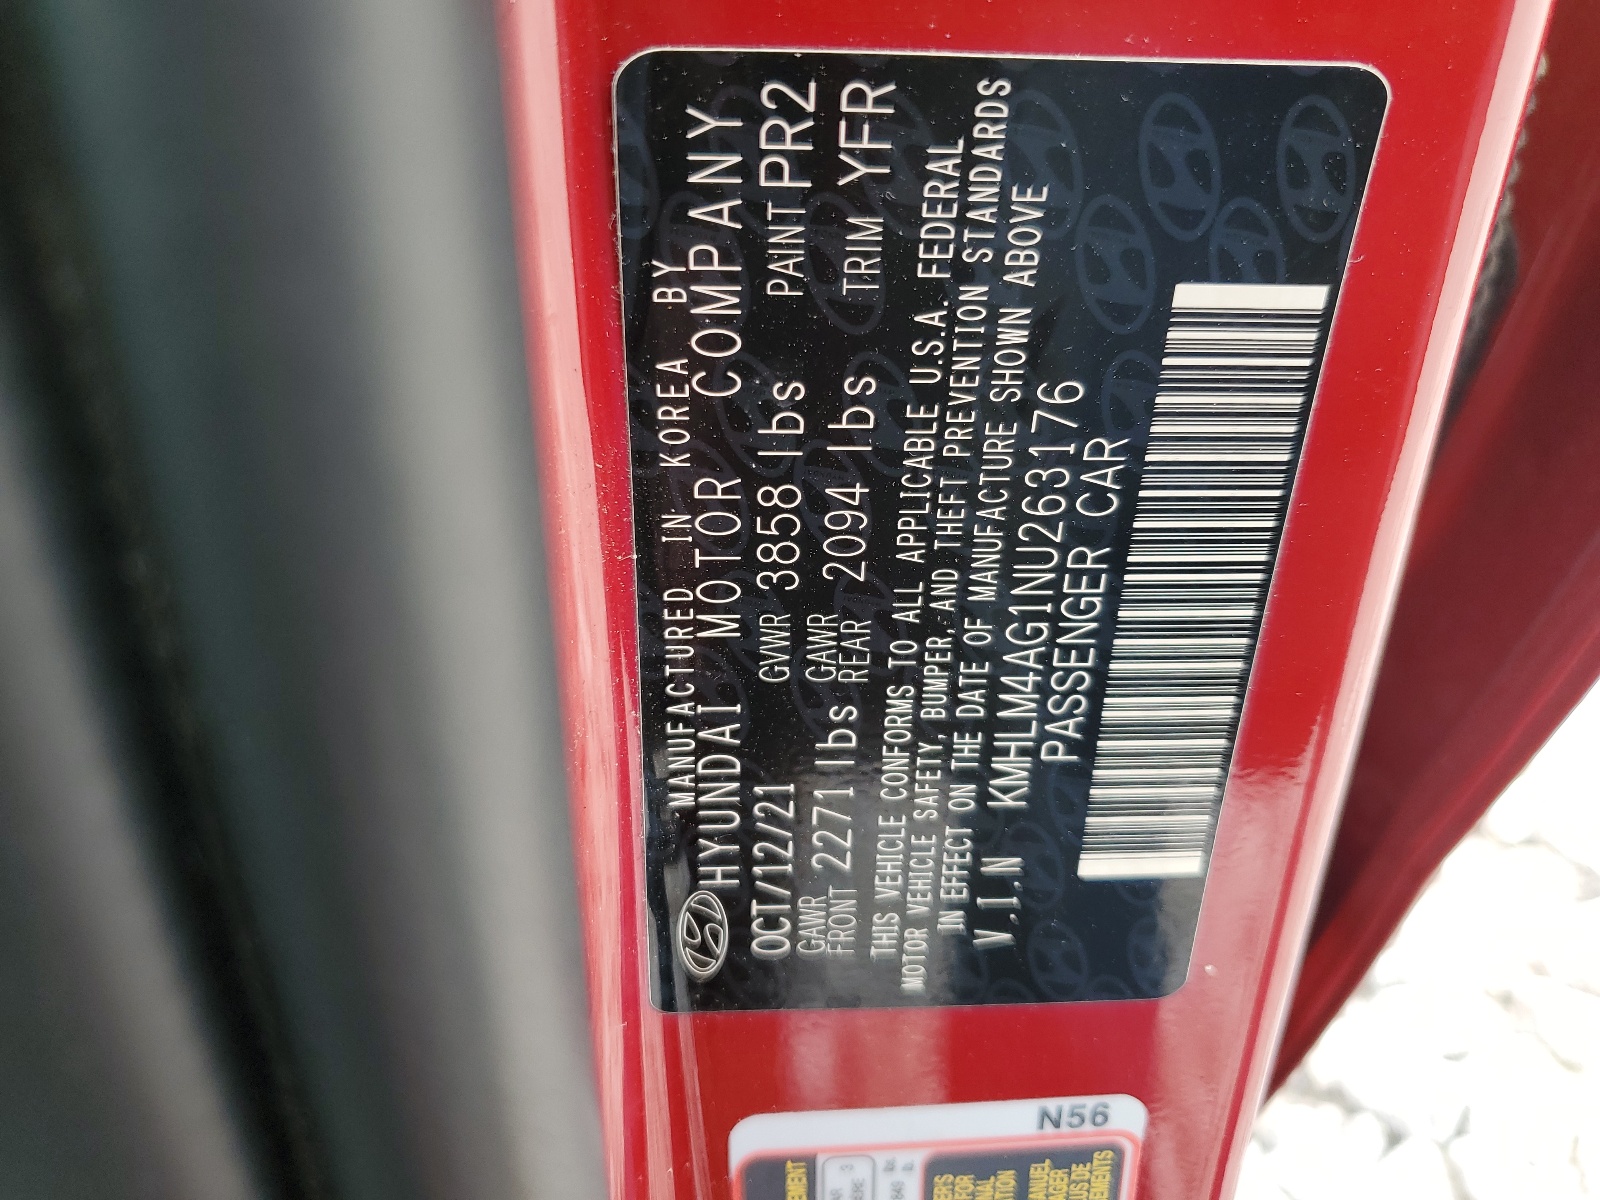 MANUFACTURED IN KOREA BY
HYUNDAI MOTOR COMPANY
OCT/12/21 GVWR 3858 lbs PAINT PR2
GAWR FRONT 2271 lbs GAWR REAR 2094 lbs TRIM YFR
THIS VEHICLE CONFORMS TO ALL APPLICABLE U.S.A. FEDERAL
MOTOR VEHICLE SAFETY, BUMPER, AND THEFT PREVENTION STANDARDS
IN EFFECT ON THE DATE OF MANUFACTURE SHOWN ABOVE
V.I.N KMHLM4AG1NU263176
PASSENGER CAR
N56